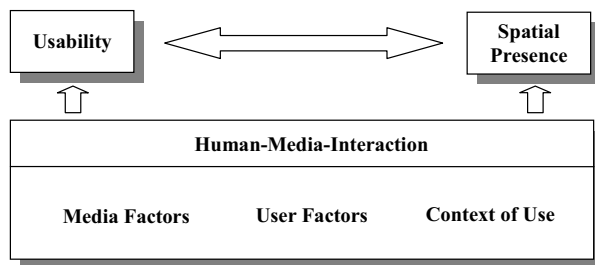 Usability
Spatial
Presence
Human-Media-Interaction
Media Factors
User Factors
Context of Use